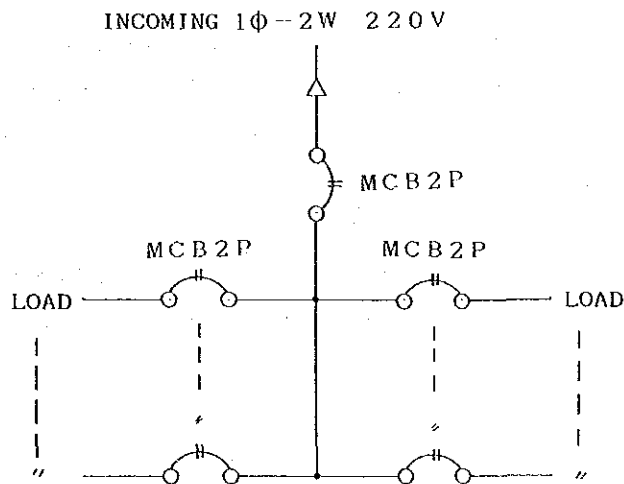 INCOMING 1φ-2W 220V
MCB2P
MCB2P MCB2P
LOAD LOAD
〃 〃
〃 〃